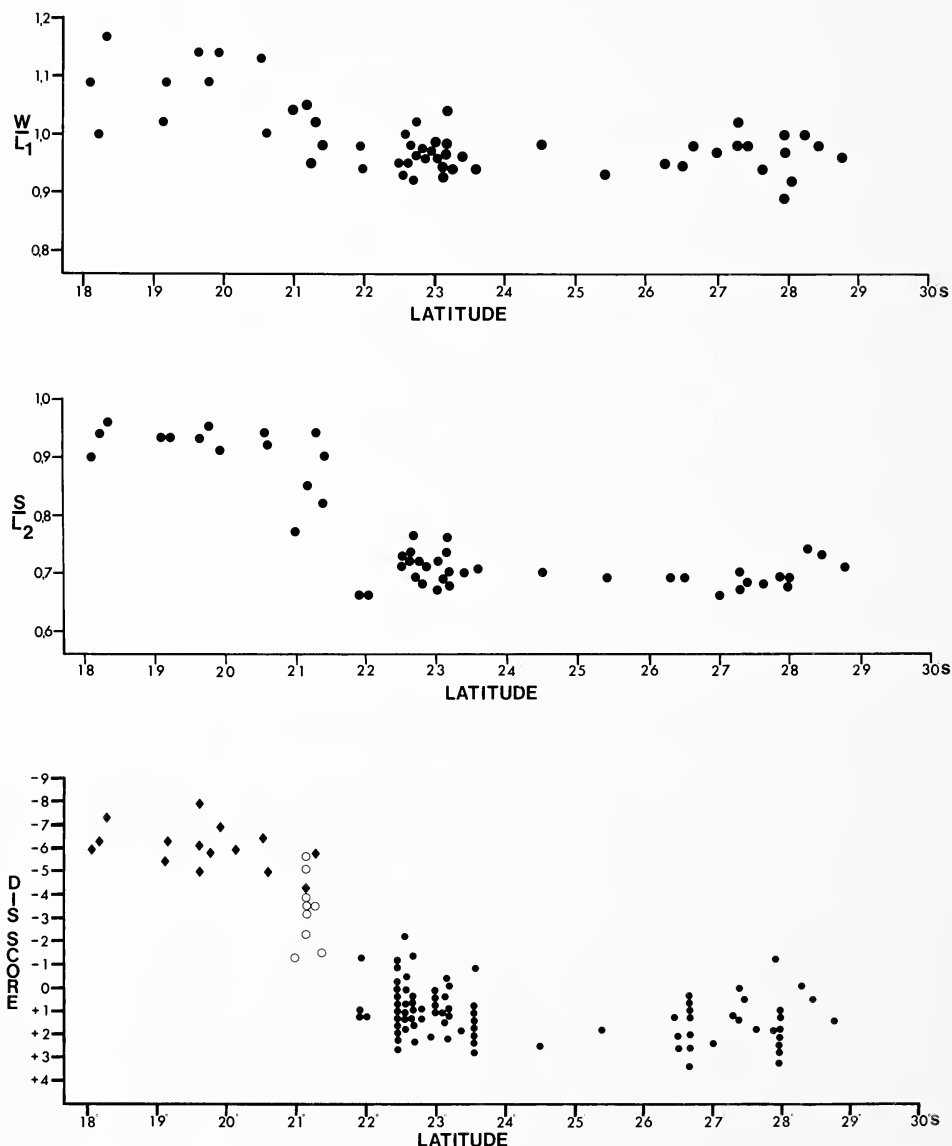 1,2
1,1
W
L1
1,0
0,9
0,8
18 19 20 21 22 23 24 25 26 27 28 29 30 s
LATITUDE
1,0
0,9
S
L2
0,8
0,7
0,6
18 19 20 21 22 23 24 25 26 27 28 29 30°s
LATITUDE
-9
-8
-7
-6
-5
-4
-3
-2
-1
0
+1
+2
+3
+4
DIS SCORE
18° 19° 20° 21° 22° 23° 24° 25° 26° 27° 28° 29° 30°s
LATITUDE